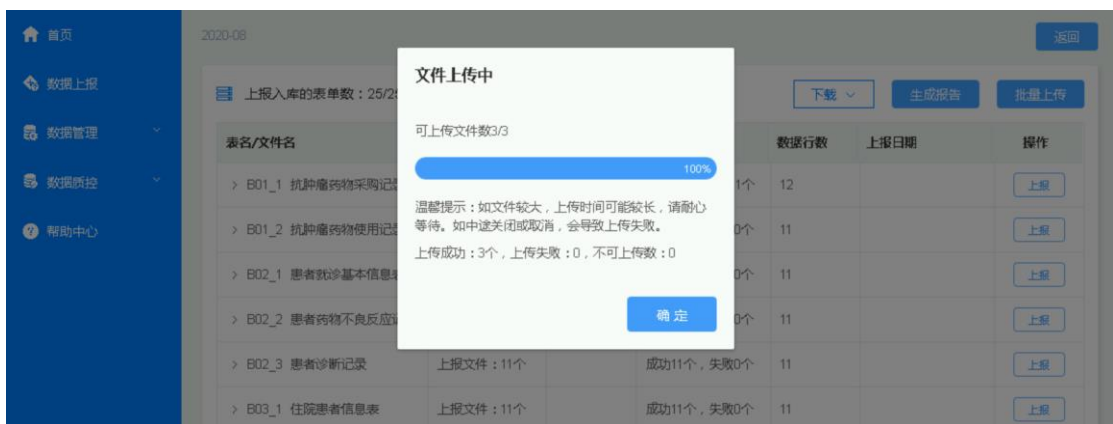 首页
2020-08
返回
数据上报
上报入库的表单数：25/25
下载
生成报告
批量上传
文件上传中
可上传文件数3/3
100%
温馨提示：如文件较大，上传时间可能较长，请耐心
等待。如中途关闭或取消，会导致上传失败。
上传成功：3个，上传失败：0，不可上传数：0
确定
数据管理
数据质控
帮助中心
表名/文件名
数据行数
上报日期
操作
B01_1 抗肿瘤药物采购记录
1个
12
上报
B01_2 抗肿瘤药物使用记录
0个
11
上报
B02_1 患者就诊基本信息
0个
11
上报
B02_2 患者药物不良反应
0个
11
上报
B02_3 患者诊断记录
上报文件：11个
成功11个，失败0个
11
上报
B03_1 住院患者信息表
上报文件：11个
成功11个，失败0个
11
上报